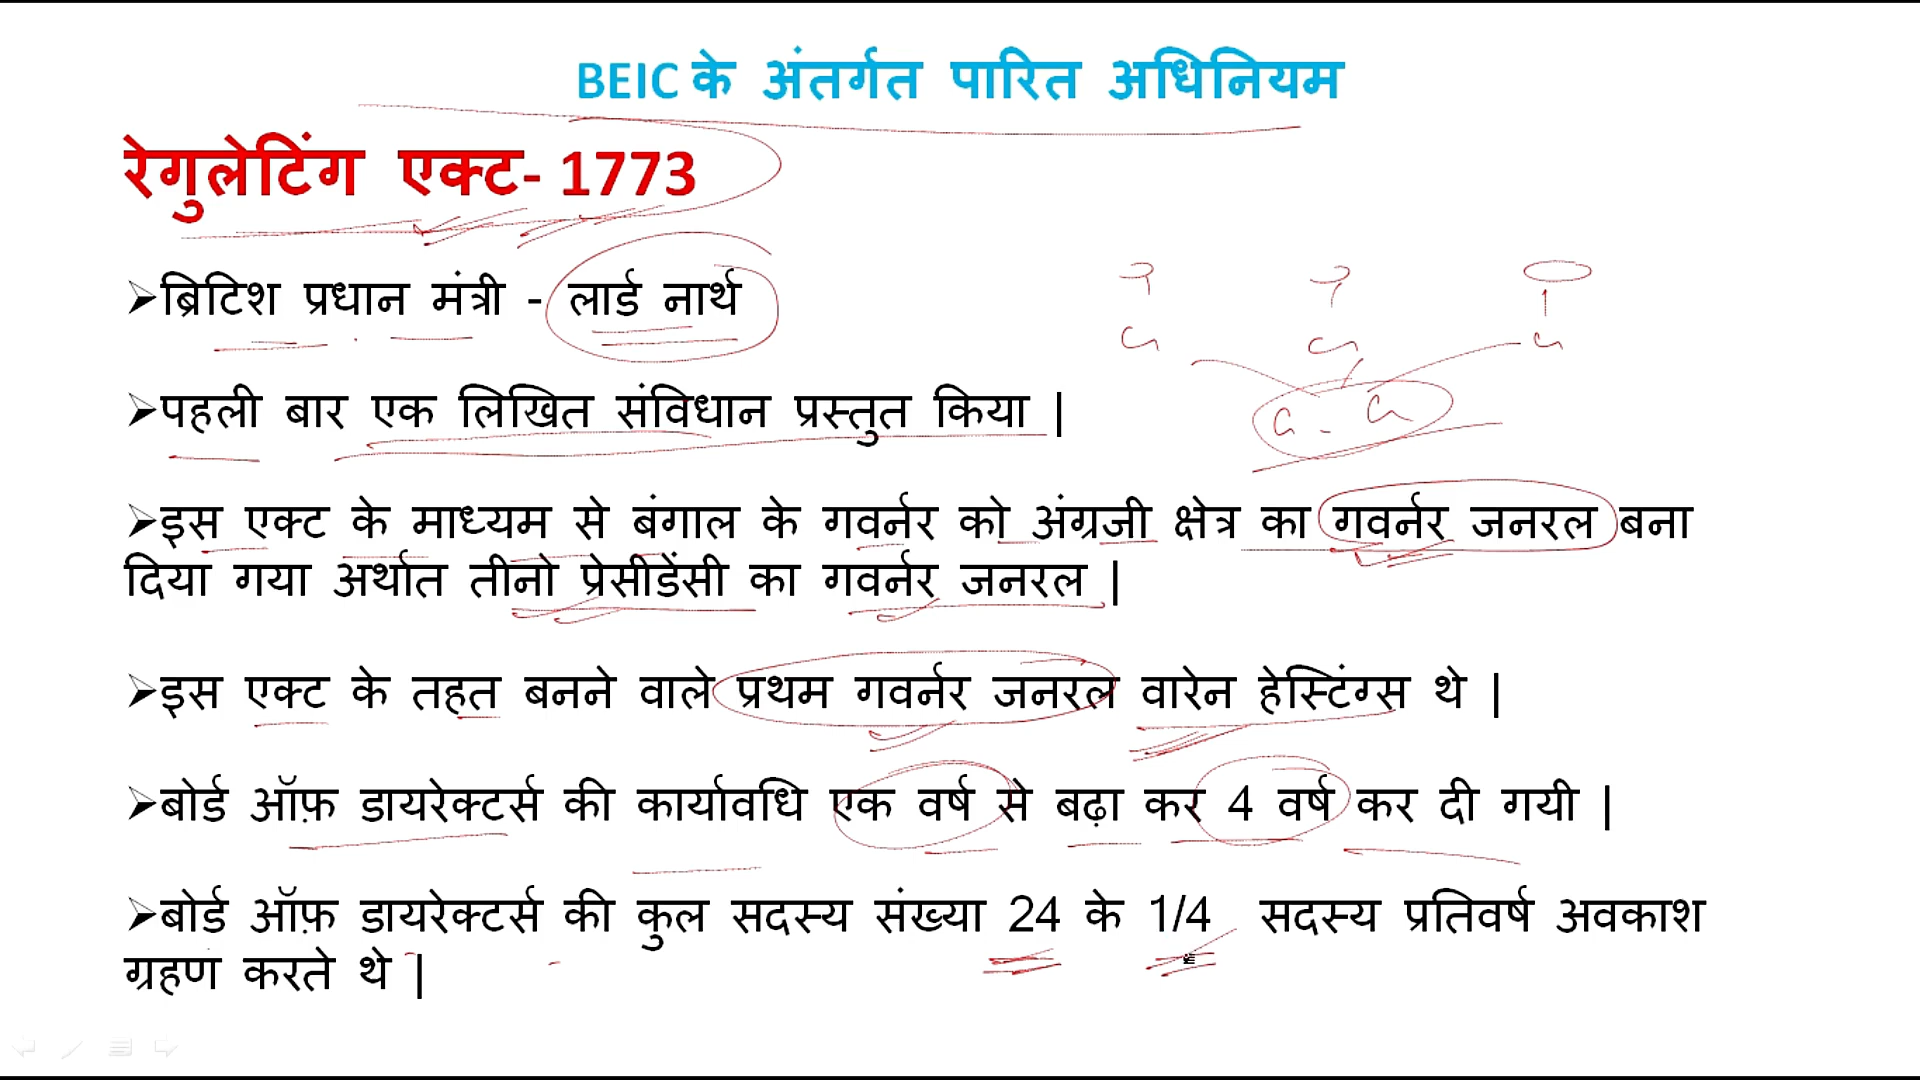 BEIC के अंतर्गत पारित अधिनियम
रेगुलेटिंग एक्ट- 1773
➢ब्रिटिश प्रधान मंत्री - लार्ड नार्थ
➢पहली बार एक लिखित संविधान प्रस्तुत किया |
➢इस एक्ट के माध्यम से बंगाल के गवर्नर को अंग्रजी क्षेत्र का गवर्नर जनरल बना
दिया गया अर्थात तीनो प्रेसीडेंसी का गवर्नर जनरल |
➢इस एक्ट के तहत बनने वाले प्रथम गवर्नर जनरल वारेन हेस्टिंग्स थे |
➢बोर्ड ऑफ़ डायरेक्टर्स की कार्यावधि एक वर्ष से बढ़ा कर 4 वर्ष कर दी गयी |
➢बोर्ड ऑफ़ डायरेक्टर्स की कुल सदस्य संख्या 24 के 1/4 सदस्य प्रतिवर्ष अवकाश
ग्रहण करते थे |